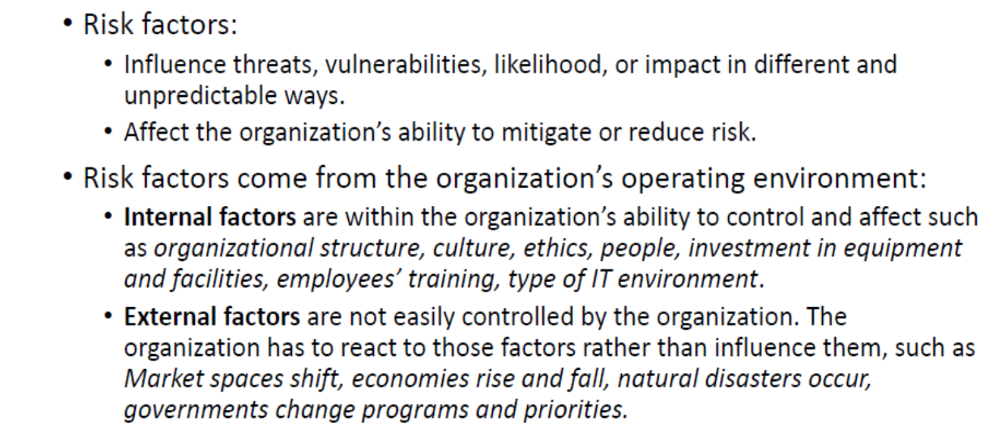 • Risk factors:
• Influence threats, vulnerabilities, likelihood, or impact in different and
unpredictable ways.
• Affect the organization’s ability to mitigate or reduce risk.
• Risk factors come from the organization’s operating environment:
• Internal factors are within the organization’s ability to control and affect such
as organizational structure, culture, ethics, people, investment in equipment
and facilities, employees’ training, type of IT environment.
• External factors are not easily controlled by the organization. The
organization has to react to those factors rather than influence them, such as
Market spaces shift, economies rise and fall, natural disasters occur,
governments change programs and priorities.